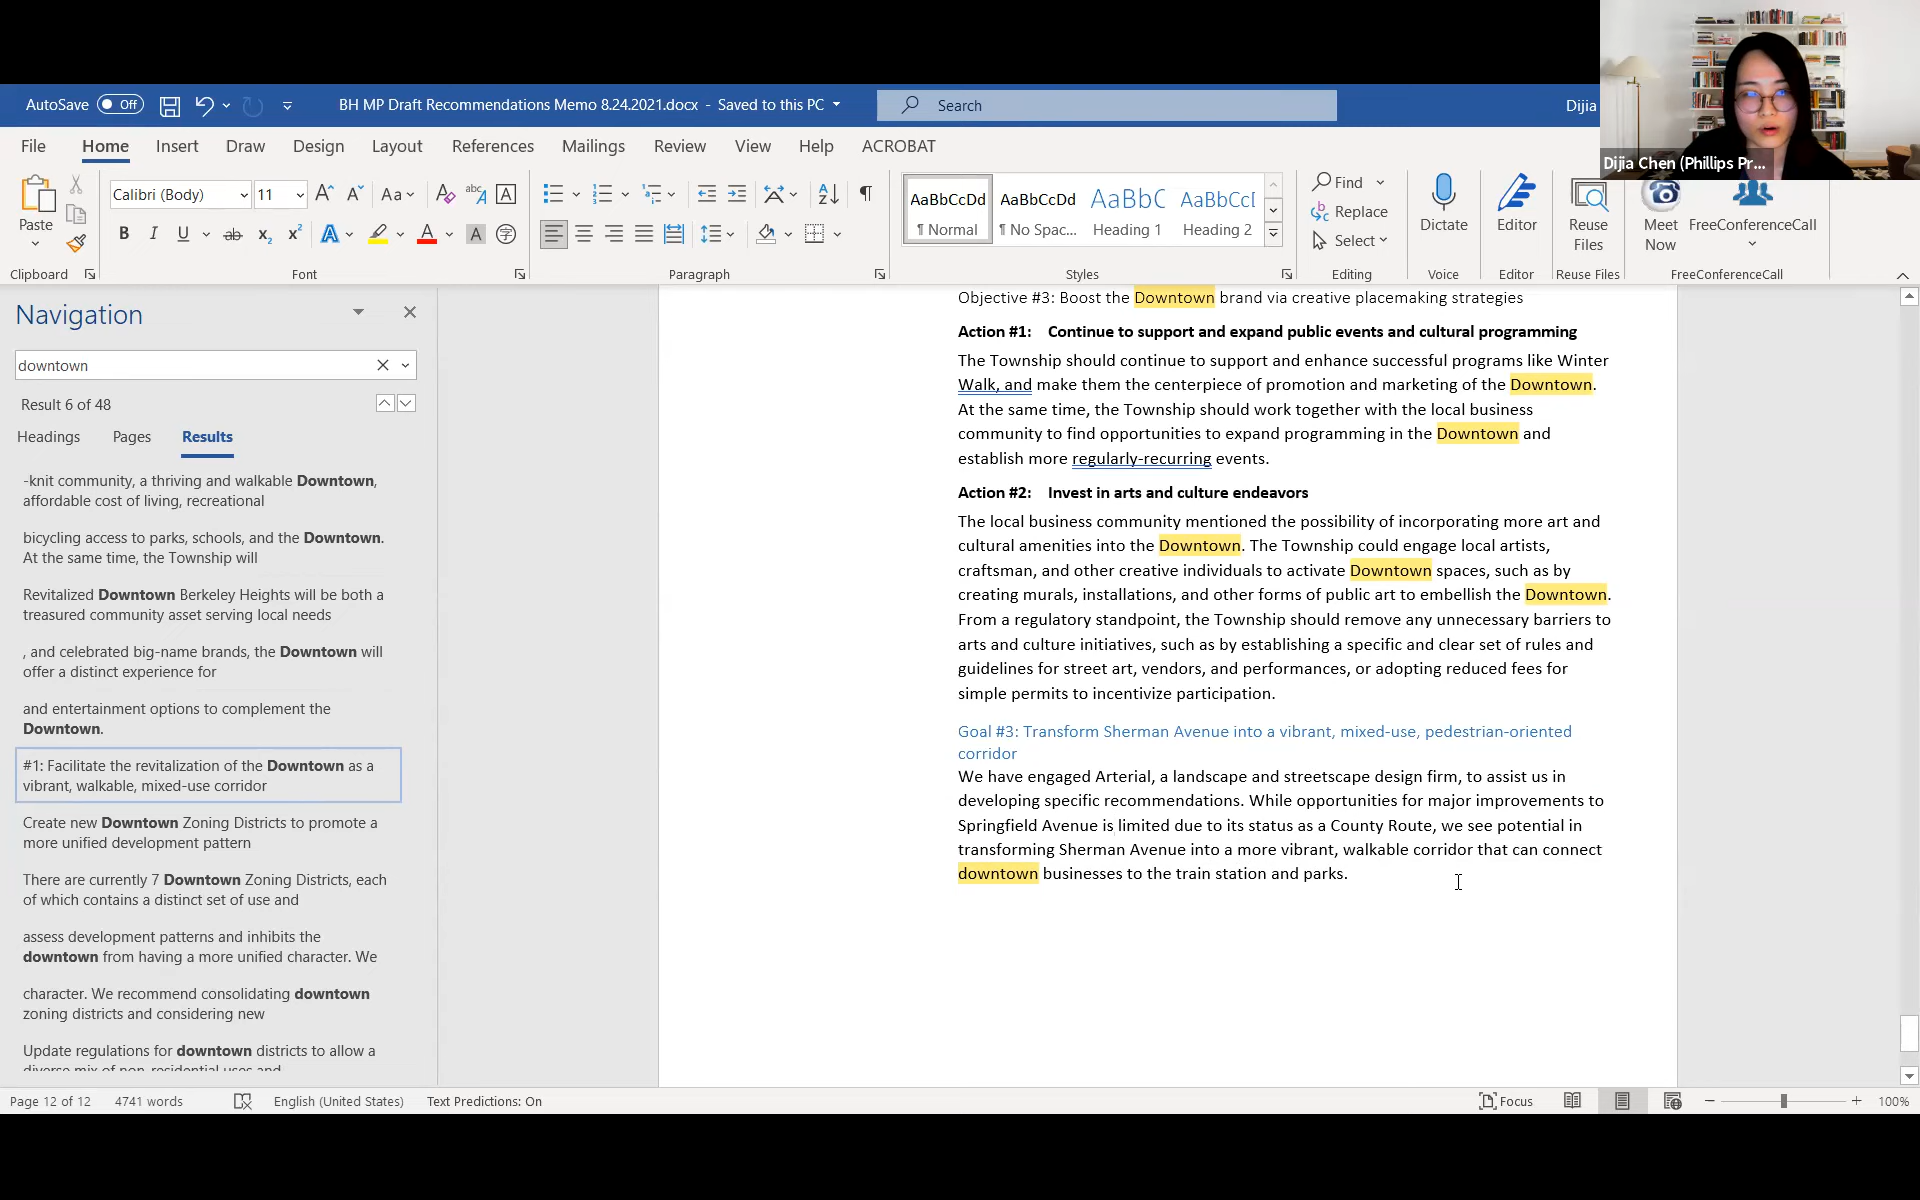 AutoSave Off
BH MP Draft Recommendations Memo 8.24.2021.docx - Saved to this PC
Search
Dijia
Dijia Chen (Phillips Pr...
File Home Insert Draw Design Layout References Mailings Review View Help ACROBAT
Paste
Calibri (Body) 11
Aa
B I U ab x₂ x² A
AaBbCcDd
¶ Normal
AaBbCcDd
¶ No Spac...
AaBbC
Heading 1
AaBbCcI
Heading 2
Find
Replace
Select
Dictate
Editor
Reuse
Files
Meet
Now
FreeConferenceCall
Clipboard Font Paragraph Styles Editing Voice Editor Reuse Files FreeConferenceCall
Navigation
downtown
Result 6 of 48
Headings Pages Results
-knit community, a thriving and walkable Downtown,
affordable cost of living, recreational
bicycling access to parks, schools, and the Downtown.
At the same time, the Township will
Revitalized Downtown Berkeley Heights will be both a
treasured community asset serving local needs
, and celebrated big-name brands, the Downtown will
offer a distinct experience for
and entertainment options to complement the
Downtown.
#1: Facilitate the revitalization of the Downtown as a
vibrant, walkable, mixed-use corridor
Create new Downtown Zoning Districts to promote a
more unified development pattern
There are currently 7 Downtown Zoning Districts, each
of which contains a distinct set of use and
assess development patterns and inhibits the
downtown from having a more unified character. We
character. We recommend consolidating downtown
zoning districts and considering new
Update regulations for downtown districts to allow a
diverse mix of non-residential uses and
Objective #3: Boost the Downtown brand via creative placemaking strategies
Action #1: Continue to support and expand public events and cultural programming
The Township should continue to support and enhance successful programs like Winter
Walk, and make them the centerpiece of promotion and marketing of the Downtown.
At the same time, the Township should work together with the local business
community to find opportunities to expand programming in the Downtown and
establish more regularly-recurring events.
Action #2: Invest in arts and culture endeavors
The local business community mentioned the possibility of incorporating more art and
cultural amenities into the Downtown. The Township could engage local artists,
craftsman, and other creative individuals to activate Downtown spaces, such as by
creating murals, installations, and other forms of public art to embellish the Downtown.
From a regulatory standpoint, the Township should remove any unnecessary barriers to
arts and culture initiatives, such as by establishing a specific and clear set of rules and
guidelines for street art, vendors, and performances, or adopting reduced fees for
simple permits to incentivize participation.
Goal #3: Transform Sherman Avenue into a vibrant, mixed-use, pedestrian-oriented
corridor
We have engaged Arterial, a landscape and streetscape design firm, to assist us in
developing specific recommendations. While opportunities for major improvements to
Springfield Avenue is limited due to its status as a County Route, we see potential in
transforming Sherman Avenue into a more vibrant, walkable corridor that can connect
downtown businesses to the train station and parks.
Page 12 of 12 4741 words English (United States) Text Predictions: On
Focus 100%